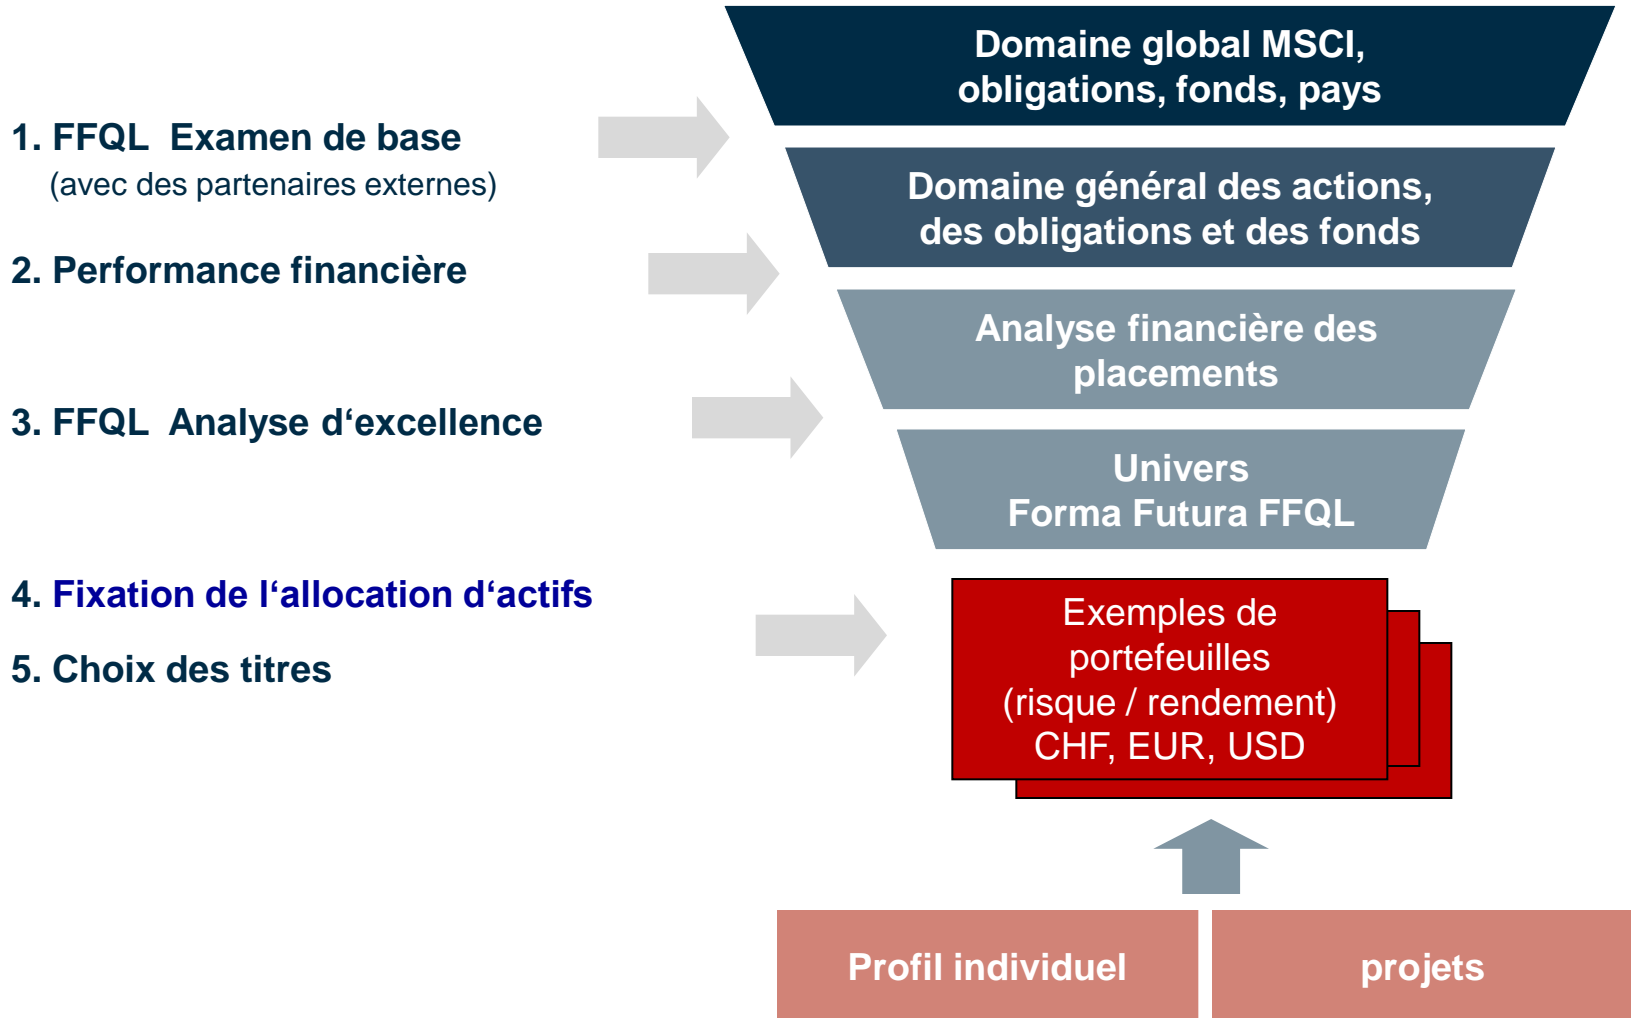 Domaine global MSCI,
obligations, fonds, pays
1. FFQL  Examen de base
(avec des partenaires externes)
Domaine général des actions,
des obligations et des fonds
2. Performance financière
Analyse financière des
placements
3. FFQL  Analyse d‘excellence
Univers
Forma Futura FFQL
4. Fixation de l‘allocation d‘actifs
5. Choix des titres
Exemples de
portefeuilles
(risque / rendement)
CHF, EUR, USD
Profil individuel
projets